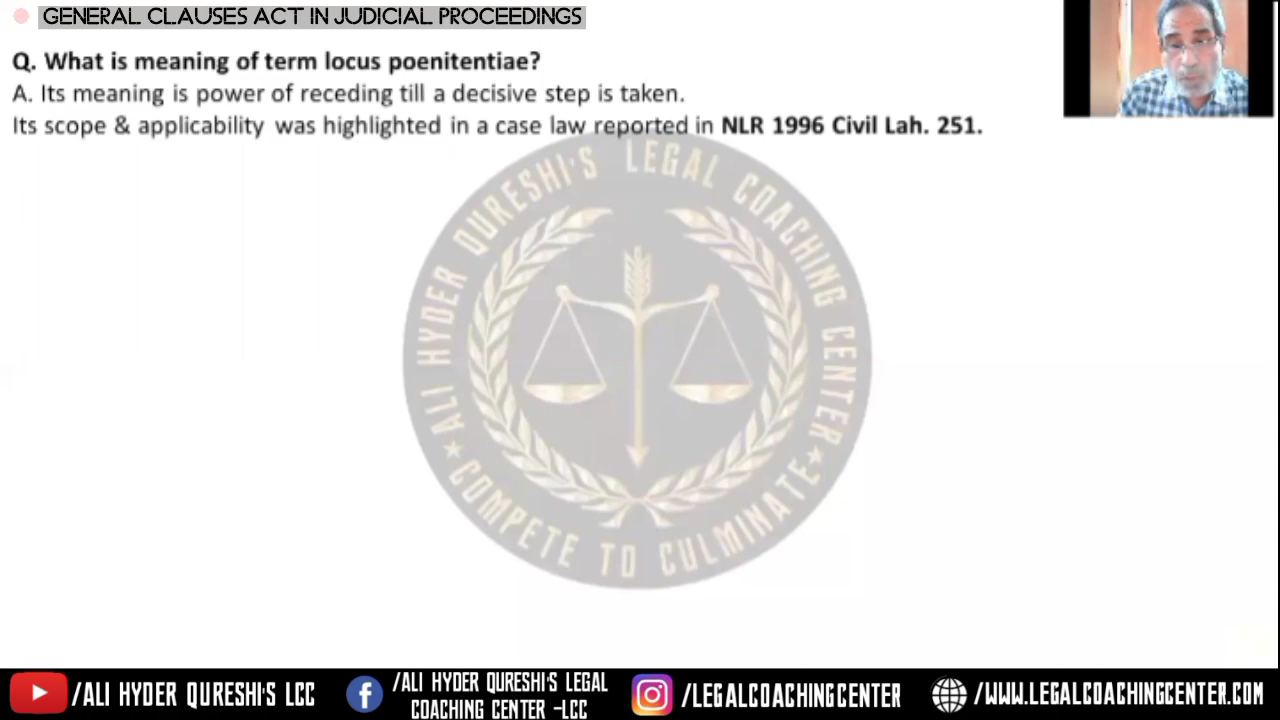 GENERAL CLAUSES ACT IN JUDICIAL PROCEEDINGS
Q. What is meaning of term locus poenitentiae?
A. Its meaning is power of receding till a decisive step is taken.
Its scope & applicability was highlighted in a case law reported in NLR 1996 Civil Lah. 251.
ALI HYDER QURESHI'S LEGAL COACHING CENTER
★ COMPETE TO CULMINATE ★
/ALI HYDER QURESHI'S LCC
/ALI HYDER QURESHI'S LEGAL
COACHING CENTER -LCC
/LEGALCOACHINGCENTER
/WWW.LEGALCOACHINGCENTER.COM